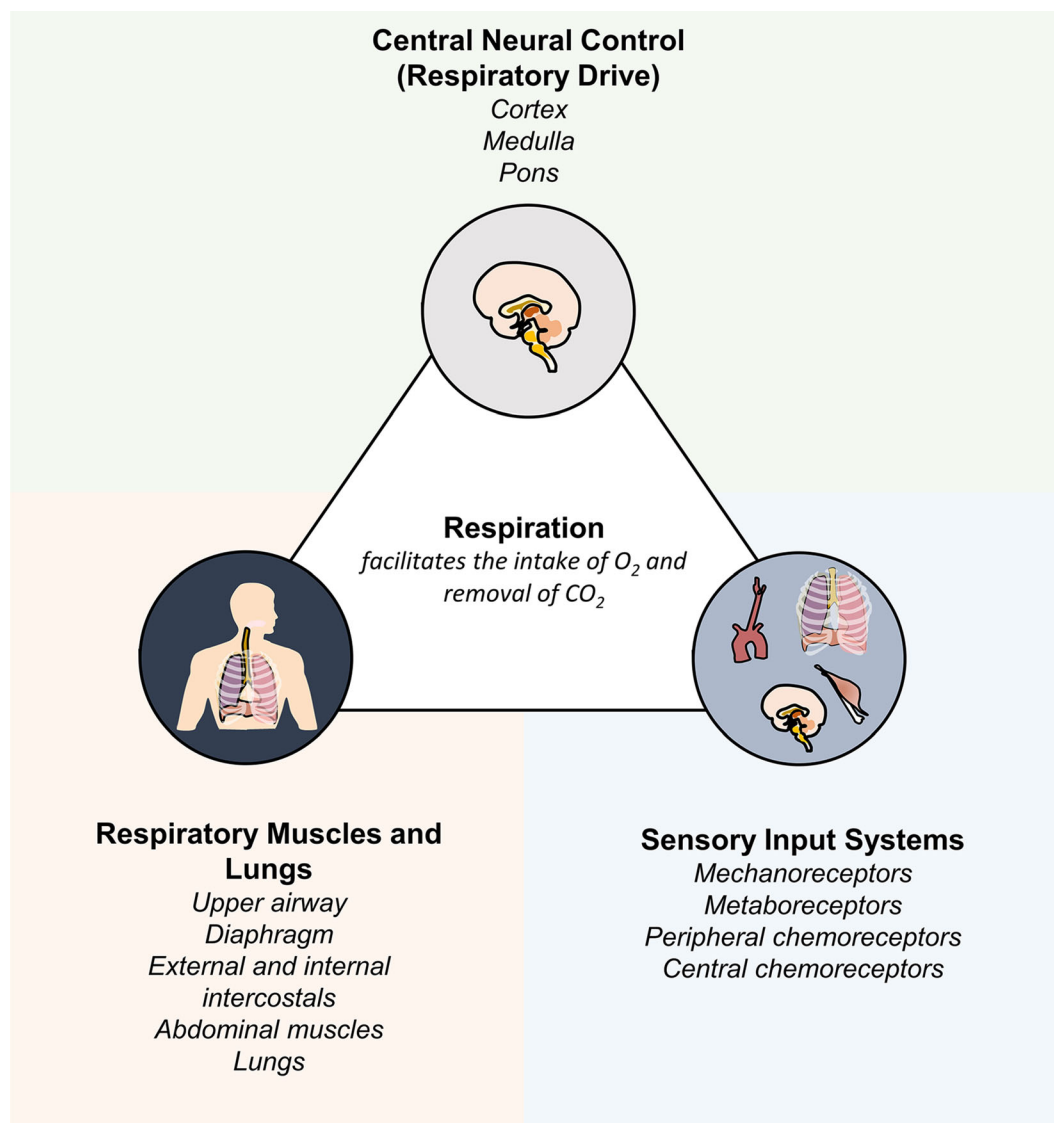 Central Neural Control
(Respiratory Drive)
Cortex
Medulla
Pons
Respiration
facilitates the intake of O₂ and
removal of CO₂
Respiratory Muscles and
Lungs
Upper airway
Diaphragm
External and internal
intercostals
Abdominal muscles
Lungs
Sensory Input Systems
Mechanoreceptors
Metaboreceptors
Peripheral chemoreceptors
Central chemoreceptors